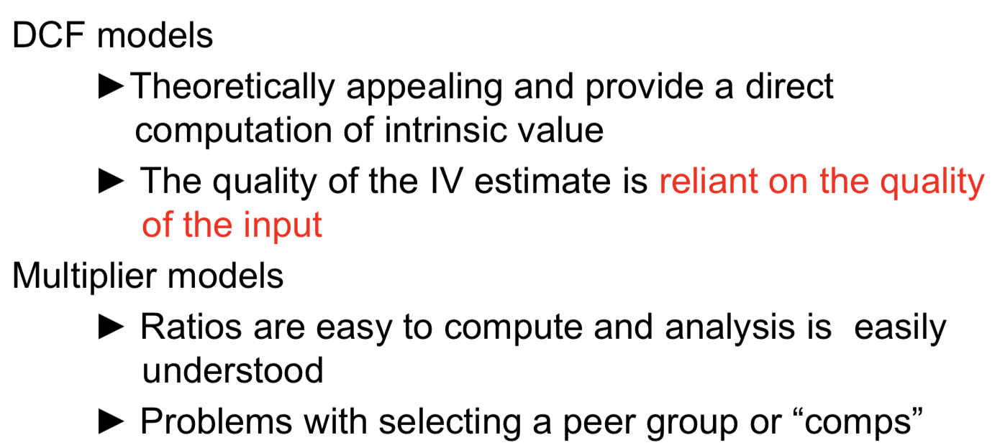 DCF models
►Theoretically appealing and provide a direct
computation of intrinsic value
► The quality of the IV estimate is reliant on the quality
of the input
Multiplier models
► Ratios are easy to compute and analysis is  easily
understood
► Problems with selecting a peer group or “comps”